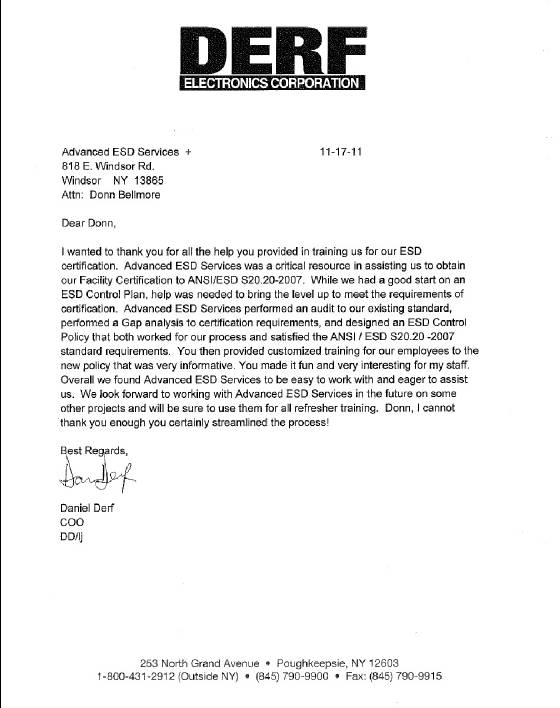 DERF
ELECTRONICS CORPORATION
Advanced ESD Services + 11-17-11
818 E. Windsor Rd.
Windsor NY 13865
Attn: Donn Bellmore
Dear Donn,
I wanted to thank you for all the help you provided in training us for our ESD
certification. Advanced ESD Services was a critical resource in assisting us to obtain
our Facility Certification to ANSI/ESD S20.20-2007. While we had a good start on an
ESD Control Plan, help was needed to bring the level up to meet the requirements of
certification. Advanced ESD Services performed an audit to our existing standard,
performed a Gap analysis to certification requirements, and designed an ESD Control
Policy that both worked for our process and satisfied the ANSI / ESD S20.20 -2007
standard requirements. You then provided customized training for our employees to the
new policy that was very informative. You made it fun and very interesting for my staff.
Overall we found Advanced ESD Services to be easy to work with and eager to assist
us. We look forward to working with Advanced ESD Services in the future on some
other projects and will be sure to use them for all refresher training. Donn, I cannot
thank you enough you certainly streamlined the process!
Best Regards,
Dan Derf
Daniel Derf
COO
DD/lj
253 North Grand Avenue • Poughkeepsie, NY 12603
1-800-431-2912 (Outside NY) • (845) 790-9900 • Fax: (845) 790-9915